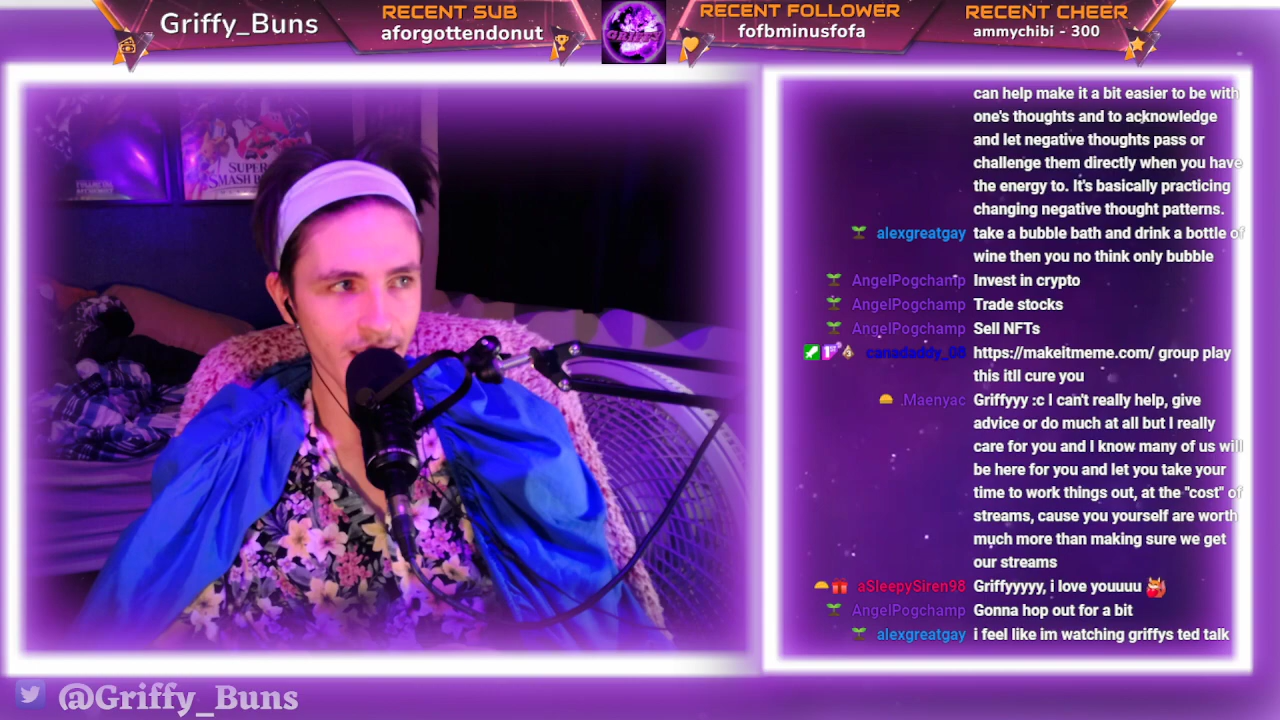 Griffy_Buns
RECENT SUB
aforgottendonut
GRIFFS
RECENT FOLLOWER
fofbminusfofa
RECENT CHEER
ammychibi - 300
SUPER
SMASH B
can help make it a bit easier to be with
one's thoughts and to acknowledge
and let negative thoughts pass or
challenge them directly when you have
the energy to. It's basically practicing
changing negative thought patterns.
alexgreatgay take a bubble bath and drink a bottle of
wine then you no think only bubble
AngelPogchamp Invest in crypto
AngelPogchamp Trade stocks
AngelPogchamp Sell NFTs
canadaddy_08 https://makeitmeme.com/ group play
this itll cure you
.Maenyac Griffyyy :c I can't really help, give
advice or do much at all but I really
care for you and I know many of us will
be here for you and let you take your
time to work things out, at the "cost" of
streams, cause you yourself are worth
much more than making sure we get
our streams
aSleepySiren98 Griffyyyyy, i love youuuu
AngelPogchamp Gonna hop out for a bit
alexgreatgay i feel like im watching griffys ted talk
@Griffy_Buns